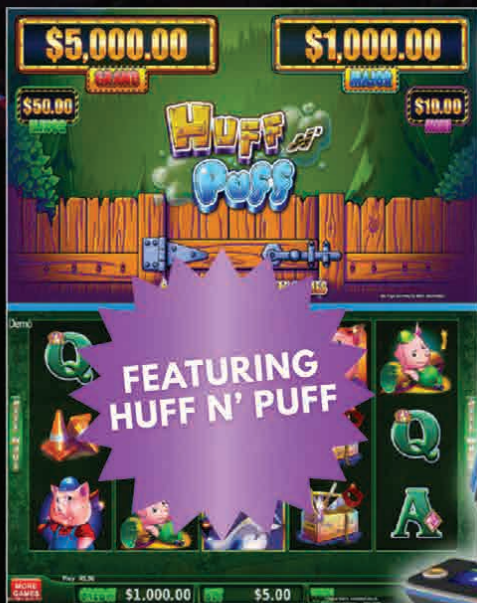 $5,000.00
$1,000.00
GRAND
MAJOR
$50.00
$10.00
MINI
Huff n'
Puff
Demo
FEATURING
HUFF N' PUFF
Q
Q
A
MORE
GAMES
$1,000.00
$5.00